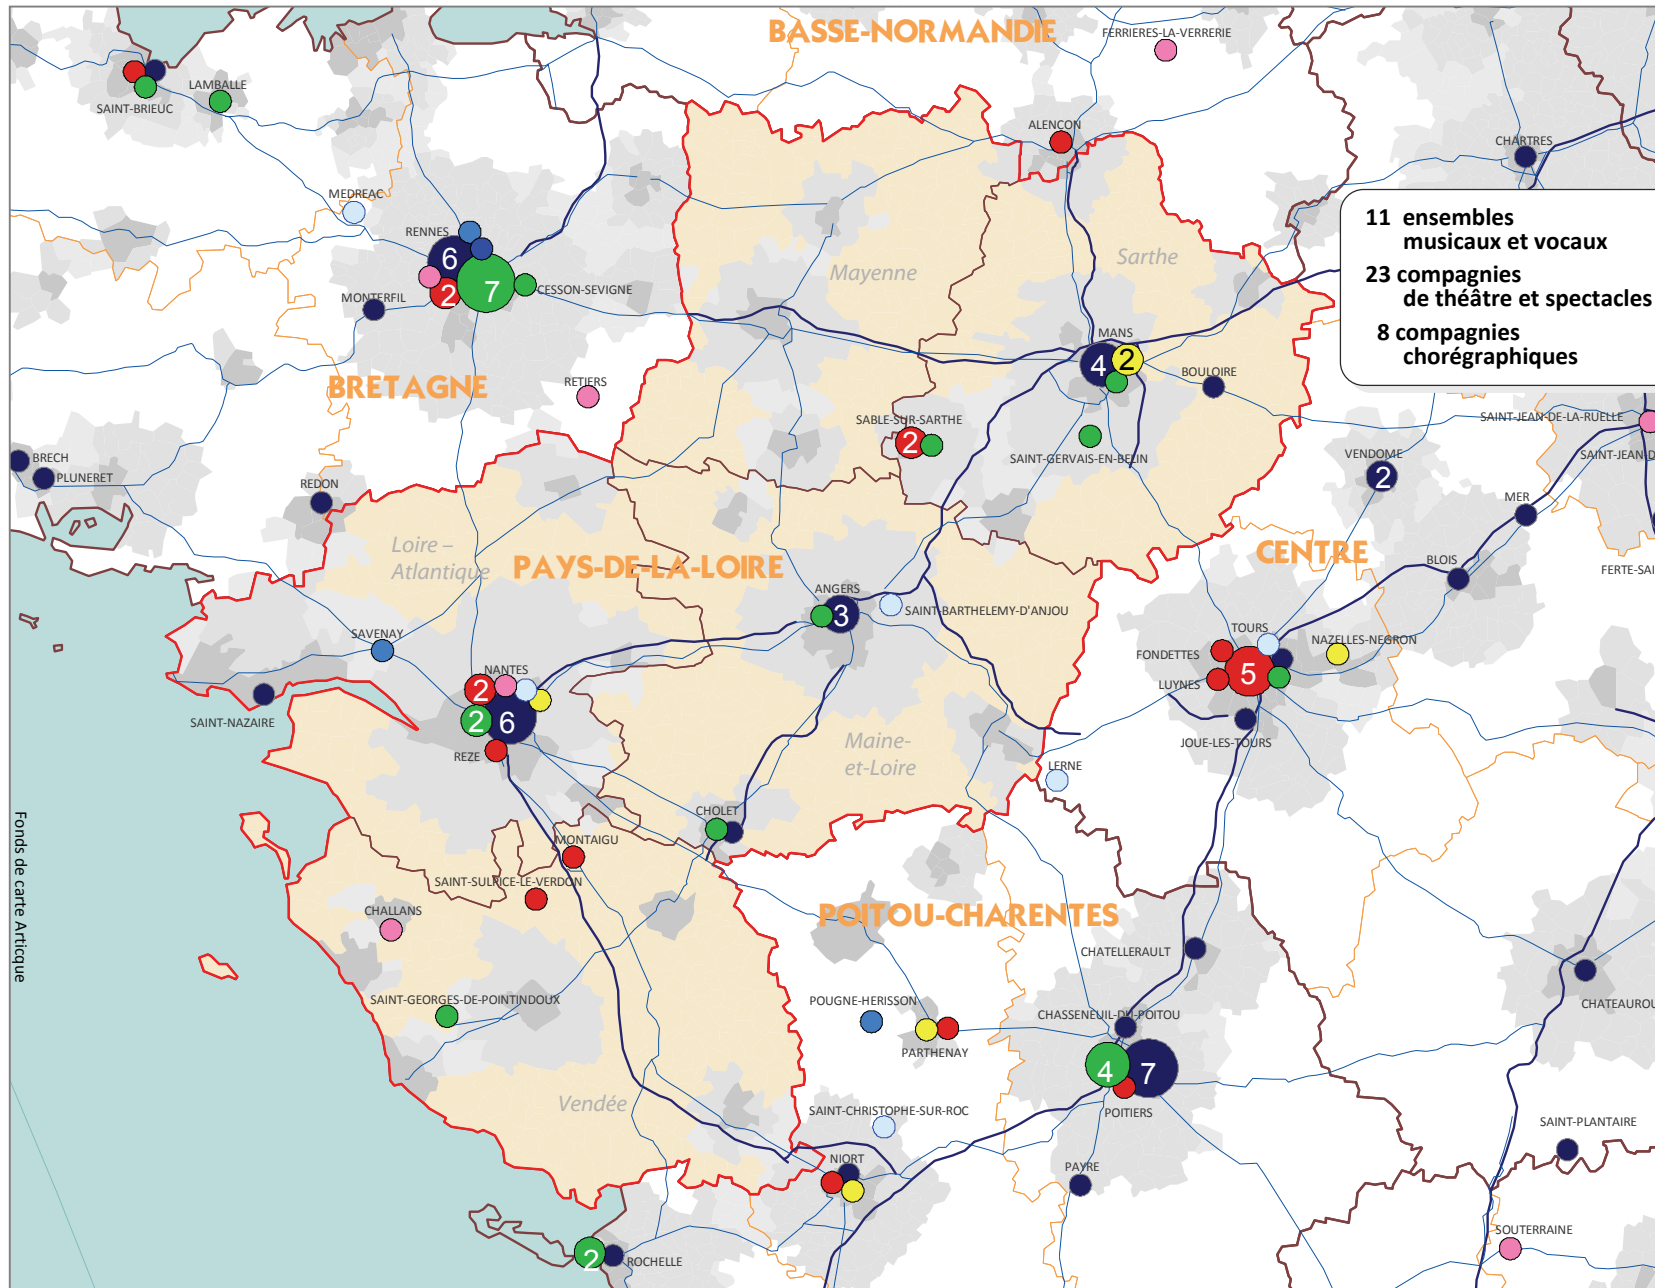 BASSE-NORMANDIE
FERRIERES-LA-VERRERIE
LAMBALLE
SAINT-BRIEUC
ALENCON
CHARTRES
MEDREAC
RENNES
6
2
7
CESSON-SEVIGNE
MONTERFIL
Mayenne
Sarthe
11 ensembles
musicaux et vocaux
23 compagnies
de théâtre et spectacles
8 compagnies
chorégraphiques
MANS
4
2
BOULOIRE
BRETAGNE
RETIERS
SABLE-SUR-SARTHE
2
SAINT-GERVAIS-EN-BELIN
SAINT-JEAN-DE-LA-RUELLE
SAINT-JEAN-D
VENDOME
2
BRECH
PLUNERET
REDON
MER
Loire –
Atlantique
PAYS-DE-LA-LOIRE
CENTRE
BLOIS
FERTE-SAI
ANGERS
3
SAINT-BARTHELEMY-D'ANJOU
SAVENAY
TOURS
NAZELLES-NEGRON
FONDETTES
LUYNES
5
JOUE-LES-TOURS
NANTES
2
2
6
SAINT-NAZAIRE
REZE
Maine-
et-Loire
LERNE
CHOLET
MONTAIGU
SAINT-SULPICE-LE-VERDON
CHALLANS
POITOU-CHARENTES
CHATELLERAULT
Fonds de carte Articque
SAINT-GEORGES-DE-POINTINDOUX
POUGNE-HERISSON
CHASSENEUIL-DU-POITOU
CHATEAUROU
PARTHENAY
4
7
POITIERS
Vendée
SAINT-CHRISTOPHE-SUR-ROC
SAINT-PLANTAIRE
NIORT
PAYRE
SOUTERRAINE
2
ROCHELLE